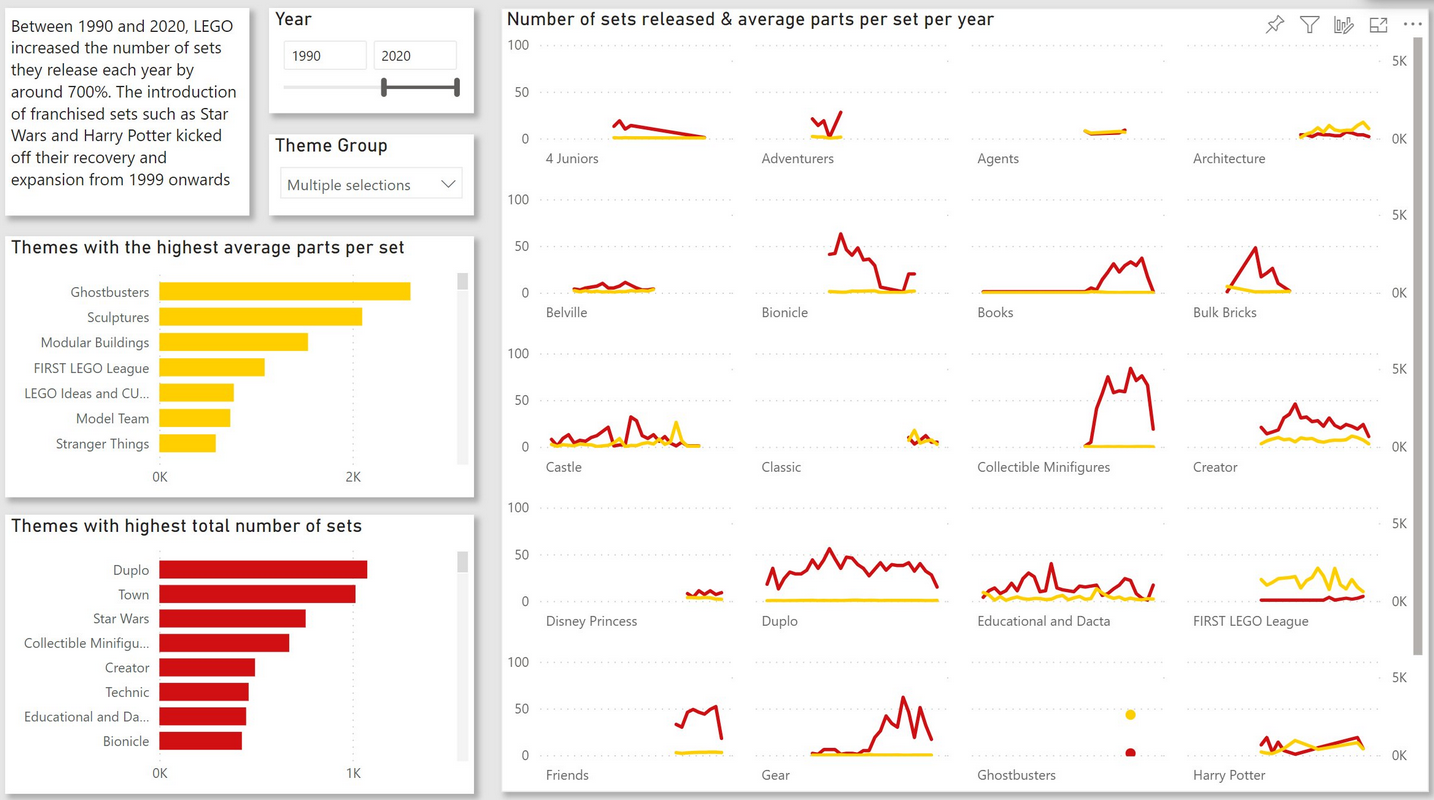 Between 1990 and 2020, LEGO
increased the number of sets
they release each year by
around 700%. The introduction
of franchised sets such as Star
Wars and Harry Potter kicked
off their recovery and
expansion from 1999 onwards
Year
1990 2020
Theme Group
Multiple selections
Themes with the highest average parts per set
Ghostbusters
Sculptures
Modular Buildings
FIRST LEGO League
LEGO Ideas and CU...
Model Team
Stranger Things
0K 2K
Themes with highest total number of sets
Duplo
Town
Star Wars
Collectible Minifigu...
Creator
Technic
Educational and Da...
Bionicle
0K 1K
Number of sets released & average parts per set per year
100
5K
50
0 0K
4 Juniors Adventurers Agents Architecture
100
5K
50
0 0K
Belville Bionicle Books Bulk Bricks
100
5K
50
0 0K
Castle Classic Collectible Minifigures Creator
100
5K
50
0 0K
Disney Princess Duplo Educational and Dacta FIRST LEGO League
100
5K
50
0 0K
Friends Gear Ghostbusters Harry Potter